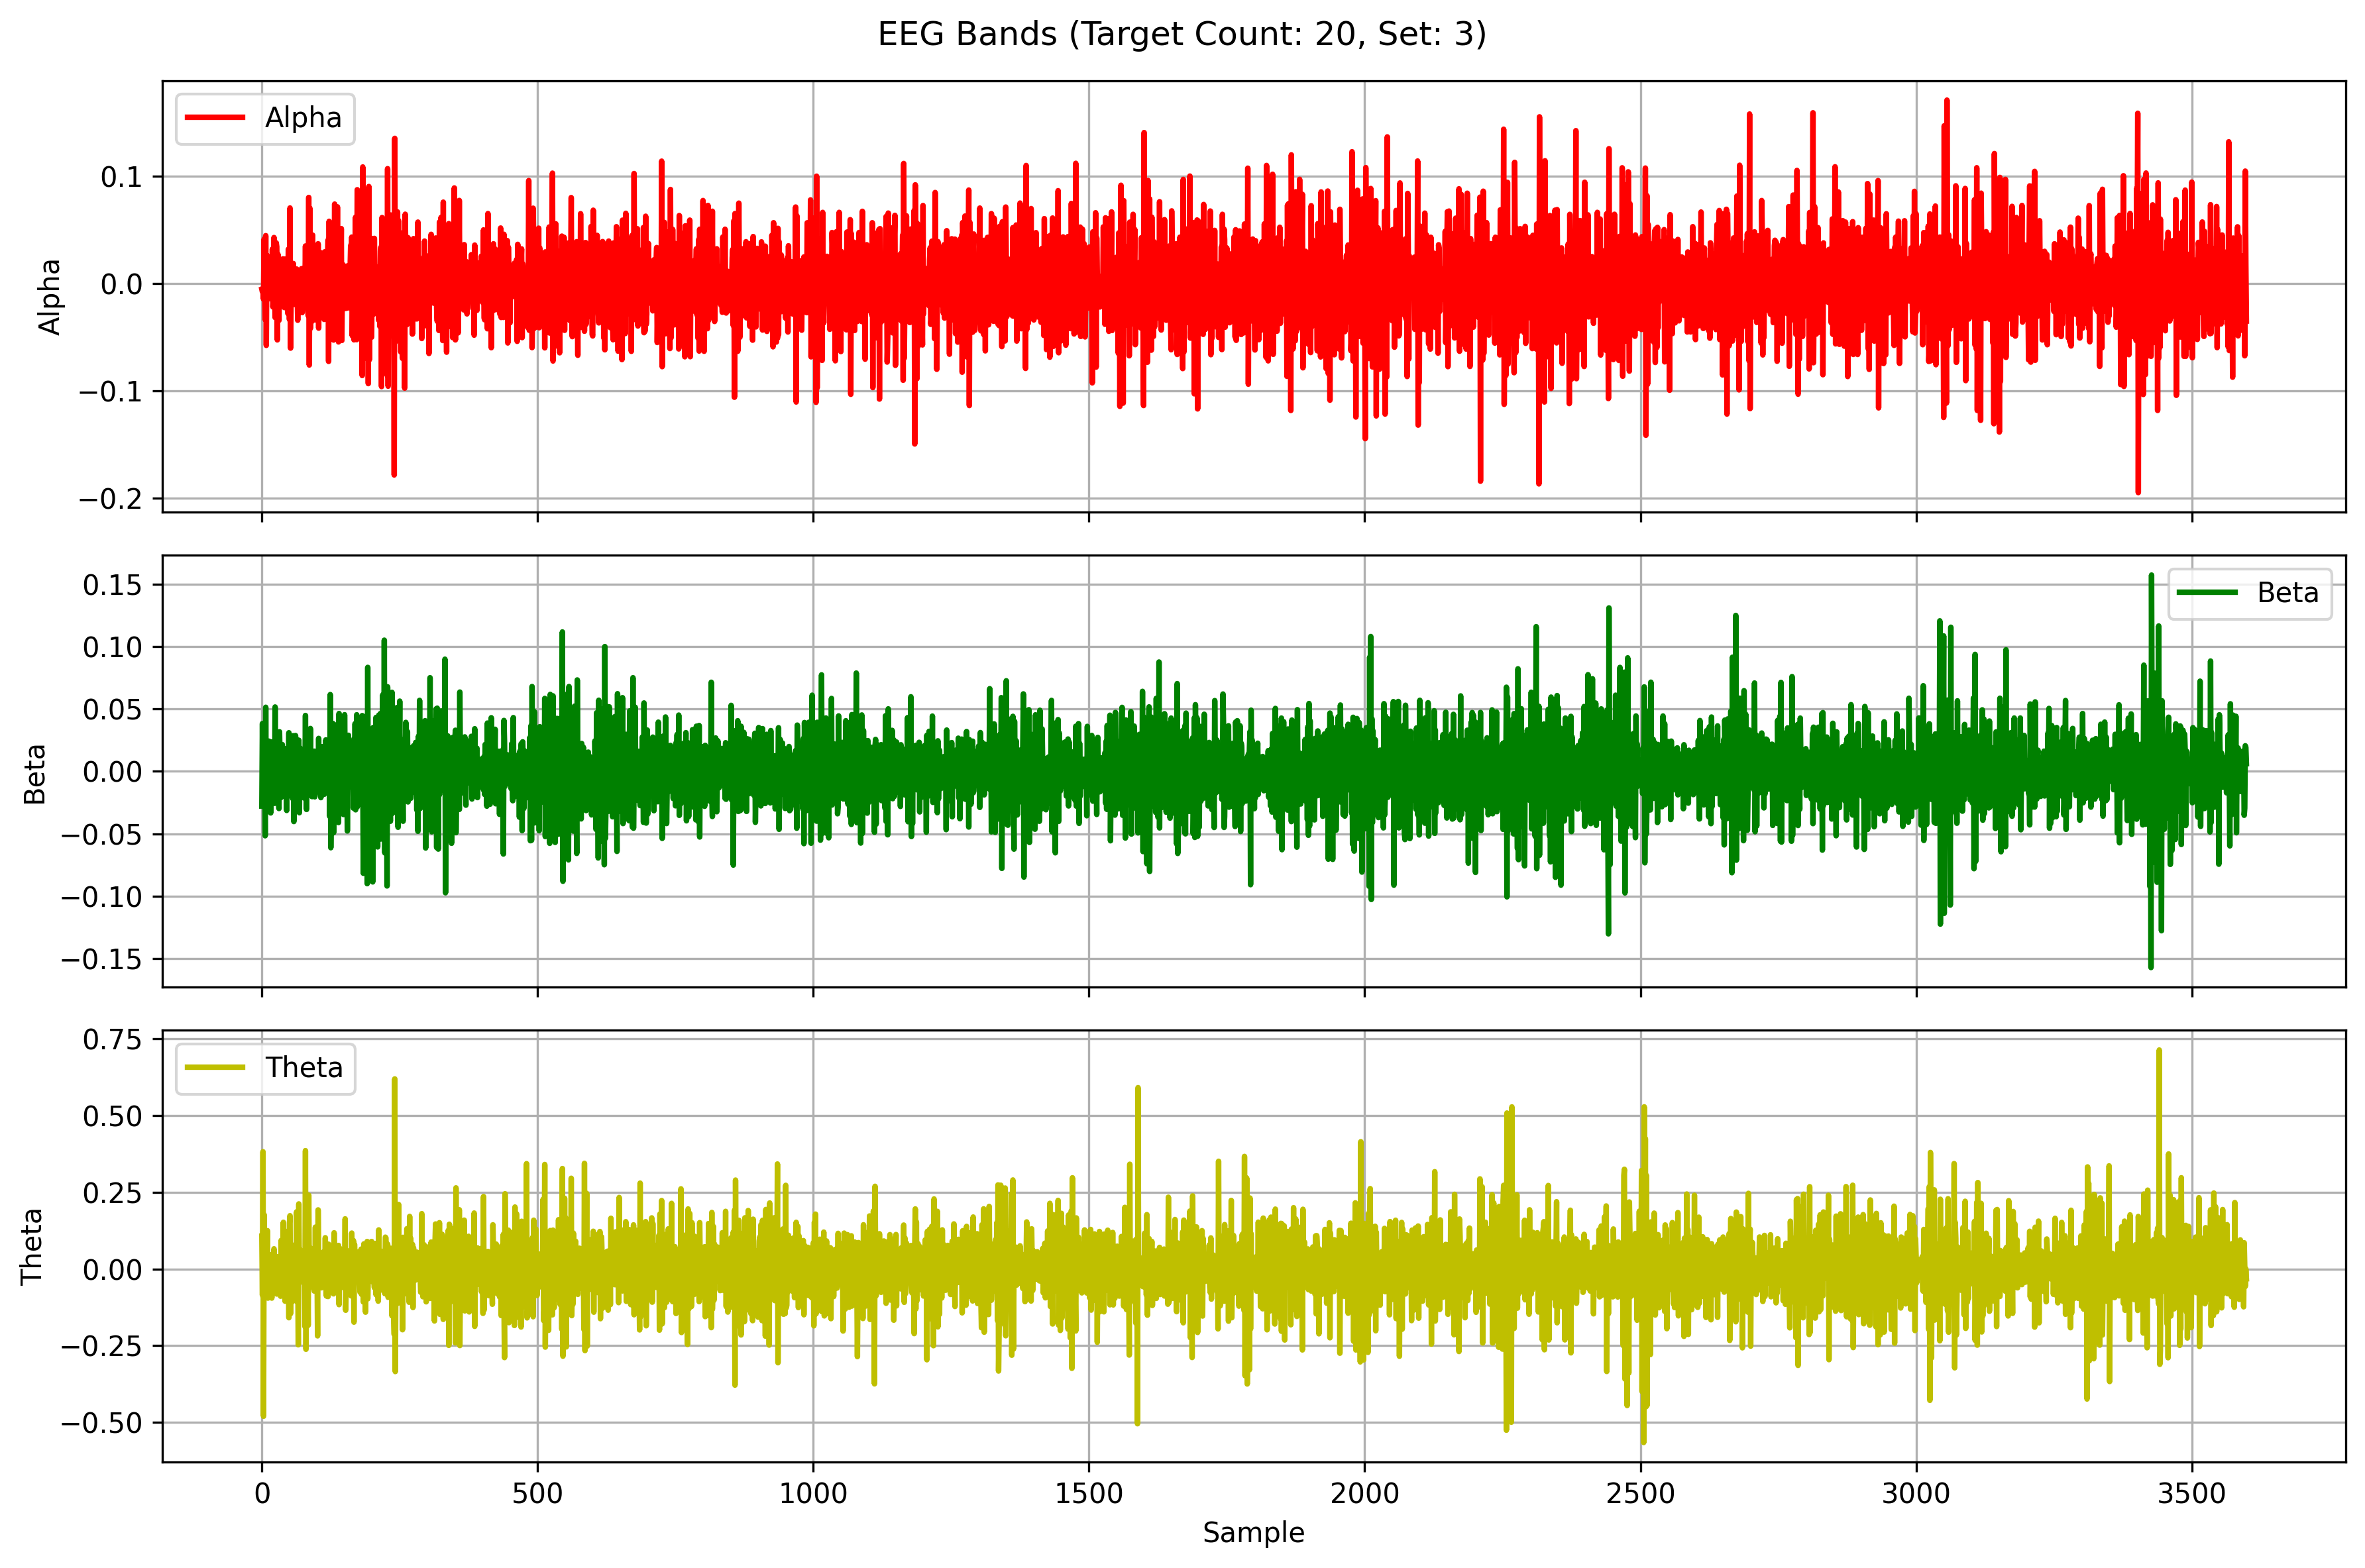 EEG Bands (Target Count: 20, Set: 3)
Alpha
0.1
0.0
−0.1
−0.2
Alpha
Beta
0.15
0.10
0.05
0.00
−0.05
−0.10
−0.15
Beta
Theta
0.75
0.50
0.25
0.00
−0.25
−0.50
Theta
0 500 1000 1500 2000 2500 3000 3500
Sample